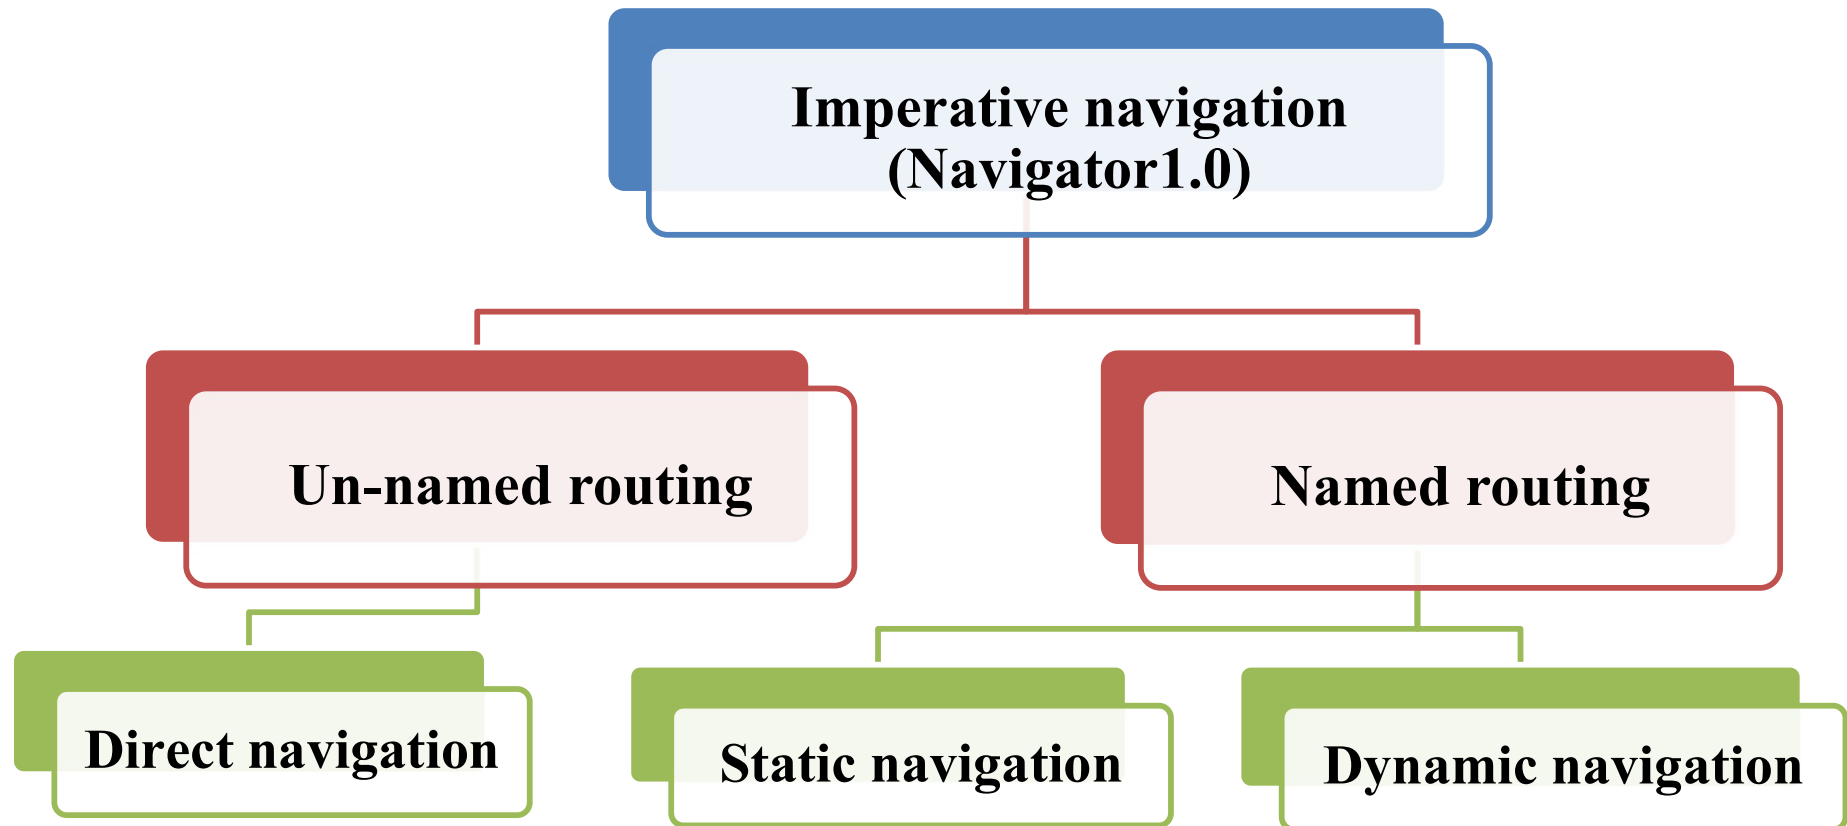 Imperative navigation
(Navigator1.0)
Un-named routing
Named routing
Direct navigation
Static navigation
Dynamic navigation